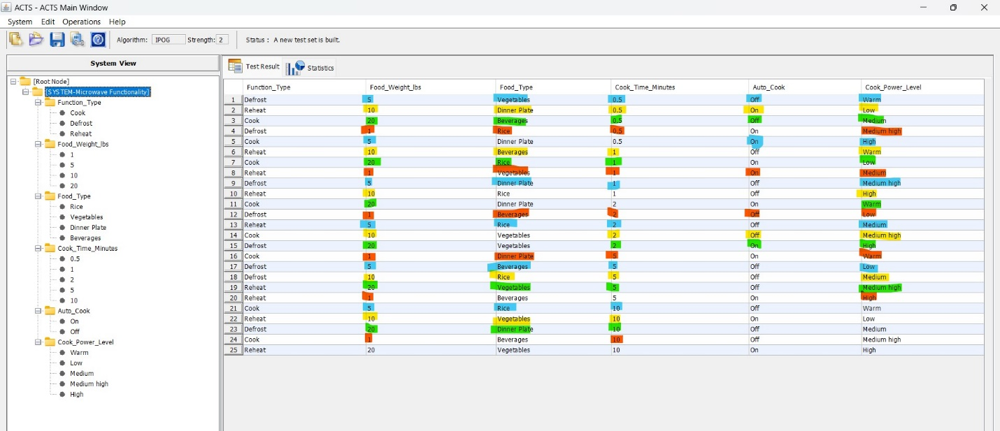 ACTS - ACTS Main Window
System Edit Operations Help
Algorithm: IPOG Strength: 2 Status : A new test set is built.
System View
[Root Node]
[SYSTEM-Microwave Functionality]
Function_Type
Cook
Defrost
Reheat
Food_Weight_lbs
1
5
10
20
Food_Type
Rice
Vegetables
Dinner Plate
Beverages
Cook_Time_Minutes
0.5
1
2
5
10
Auto_Cook
On
Off
Cook_Power_Level
Warm
Low
Medium
Medium high
High
Test Result Statistics
Function_Type Food_Weight_lbs Food_Type Cook_Time_Minutes Auto_Cook Cook_Power_Level
1 Defrost 5 Vegetables 0.5 Off Warm
2 Reheat 10 Dinner Plate 0.5 On Low
3 Cook 20 Beverages 0.5 Off Medium
4 Defrost 1 Rice 0.5 On Medium high
5 Cook 5 Dinner Plate 0.5 On High
6 Reheat 10 Beverages 1 Off Warm
7 Cook 20 Rice 1 On Low
8 Reheat 1 Vegetables 1 On Medium
9 Defrost 5 Dinner Plate 1 Off Medium high
10 Reheat 10 Rice 1 Off High
11 Cook 20 Dinner Plate 2 On Warm
12 Defrost 1 Beverages 2 Off Low
13 Reheat 5 Rice 2 Off Medium
14 Cook 10 Vegetables 2 Off Medium high
15 Defrost 20 Vegetables 2 On High
16 Cook 1 Dinner Plate 5 On Warm
17 Defrost 5 Beverages 5 Off Low
18 Defrost 10 Rice 5 Off Medium
19 Reheat 20 Vegetables 5 Off Medium high
20 Reheat 1 Beverages 5 On High
21 Cook 5 Rice 10 On Warm
22 Reheat 10 Vegetables 10 On Low
23 Defrost 20 Dinner Plate 10 Off Medium
24 Cook 1 Beverages 10 Off Medium high
25 Reheat 20 Vegetables 10 On High